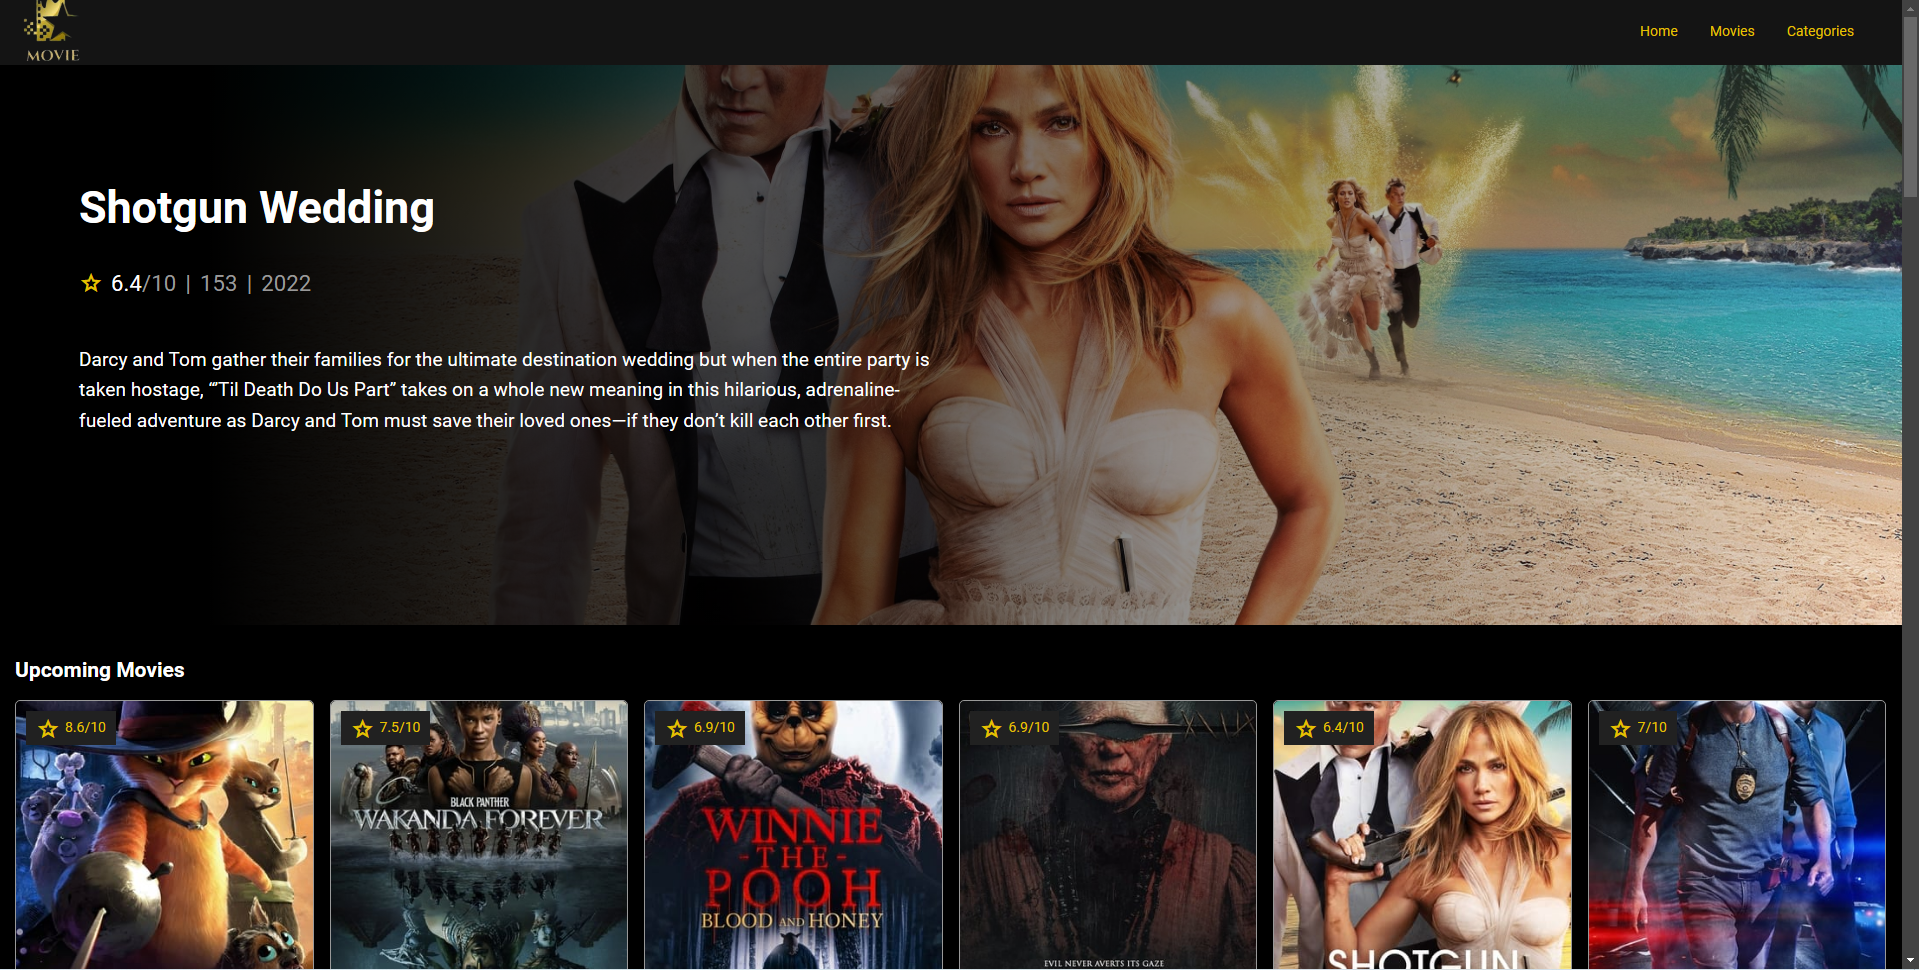 MOVIE
Home
Movies
Categories
Shotgun Wedding
6.4/10 | 153 | 2022
Darcy and Tom gather their families for the ultimate destination wedding but when the entire party is
taken hostage, “‘Til Death Do Us Part” takes on a whole new meaning in this hilarious, adrenaline-
fueled adventure as Darcy and Tom must save their loved ones—if they don’t kill each other first.
Upcoming Movies
8.6/10
7.5/10
BLACK PANTHER
WAKANDA FOREVER
6.9/10
WINNIE
-THE-
POOH
BLOOD AND HONEY
6.9/10
EVIL NEVER AVERTS ITS GAZE
6.4/10
SHOTGUN
7/10